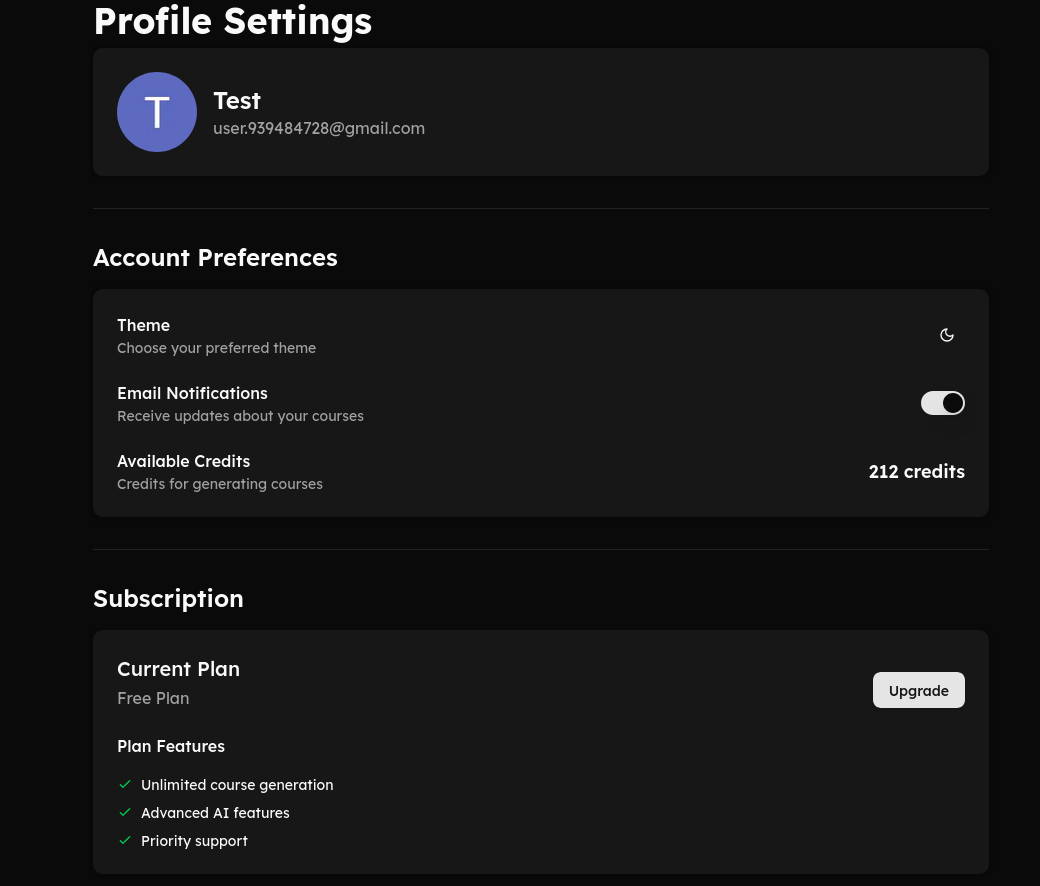 Profile Settings
T
Test
user.939484728@gmail.com
Account Preferences
Theme
Choose your preferred theme
Email Notifications
Receive updates about your courses
Available Credits
Credits for generating courses
212 credits
Subscription
Current Plan
Free Plan
Upgrade
Plan Features
Unlimited course generation
Advanced AI features
Priority support